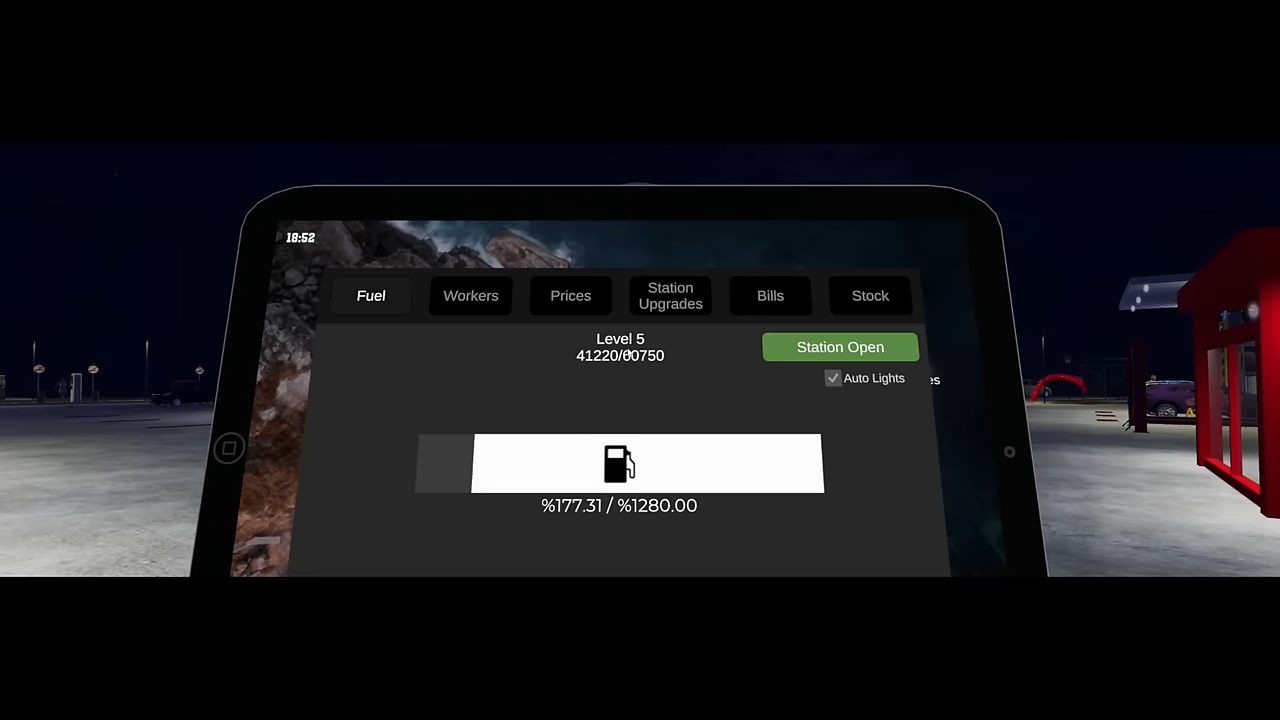 18:52
Fuel
Workers
Prices
Station
Upgrades
Bills
Stock
Level 5
Station Open
Auto Lights
es
%177.31 / %1280.00